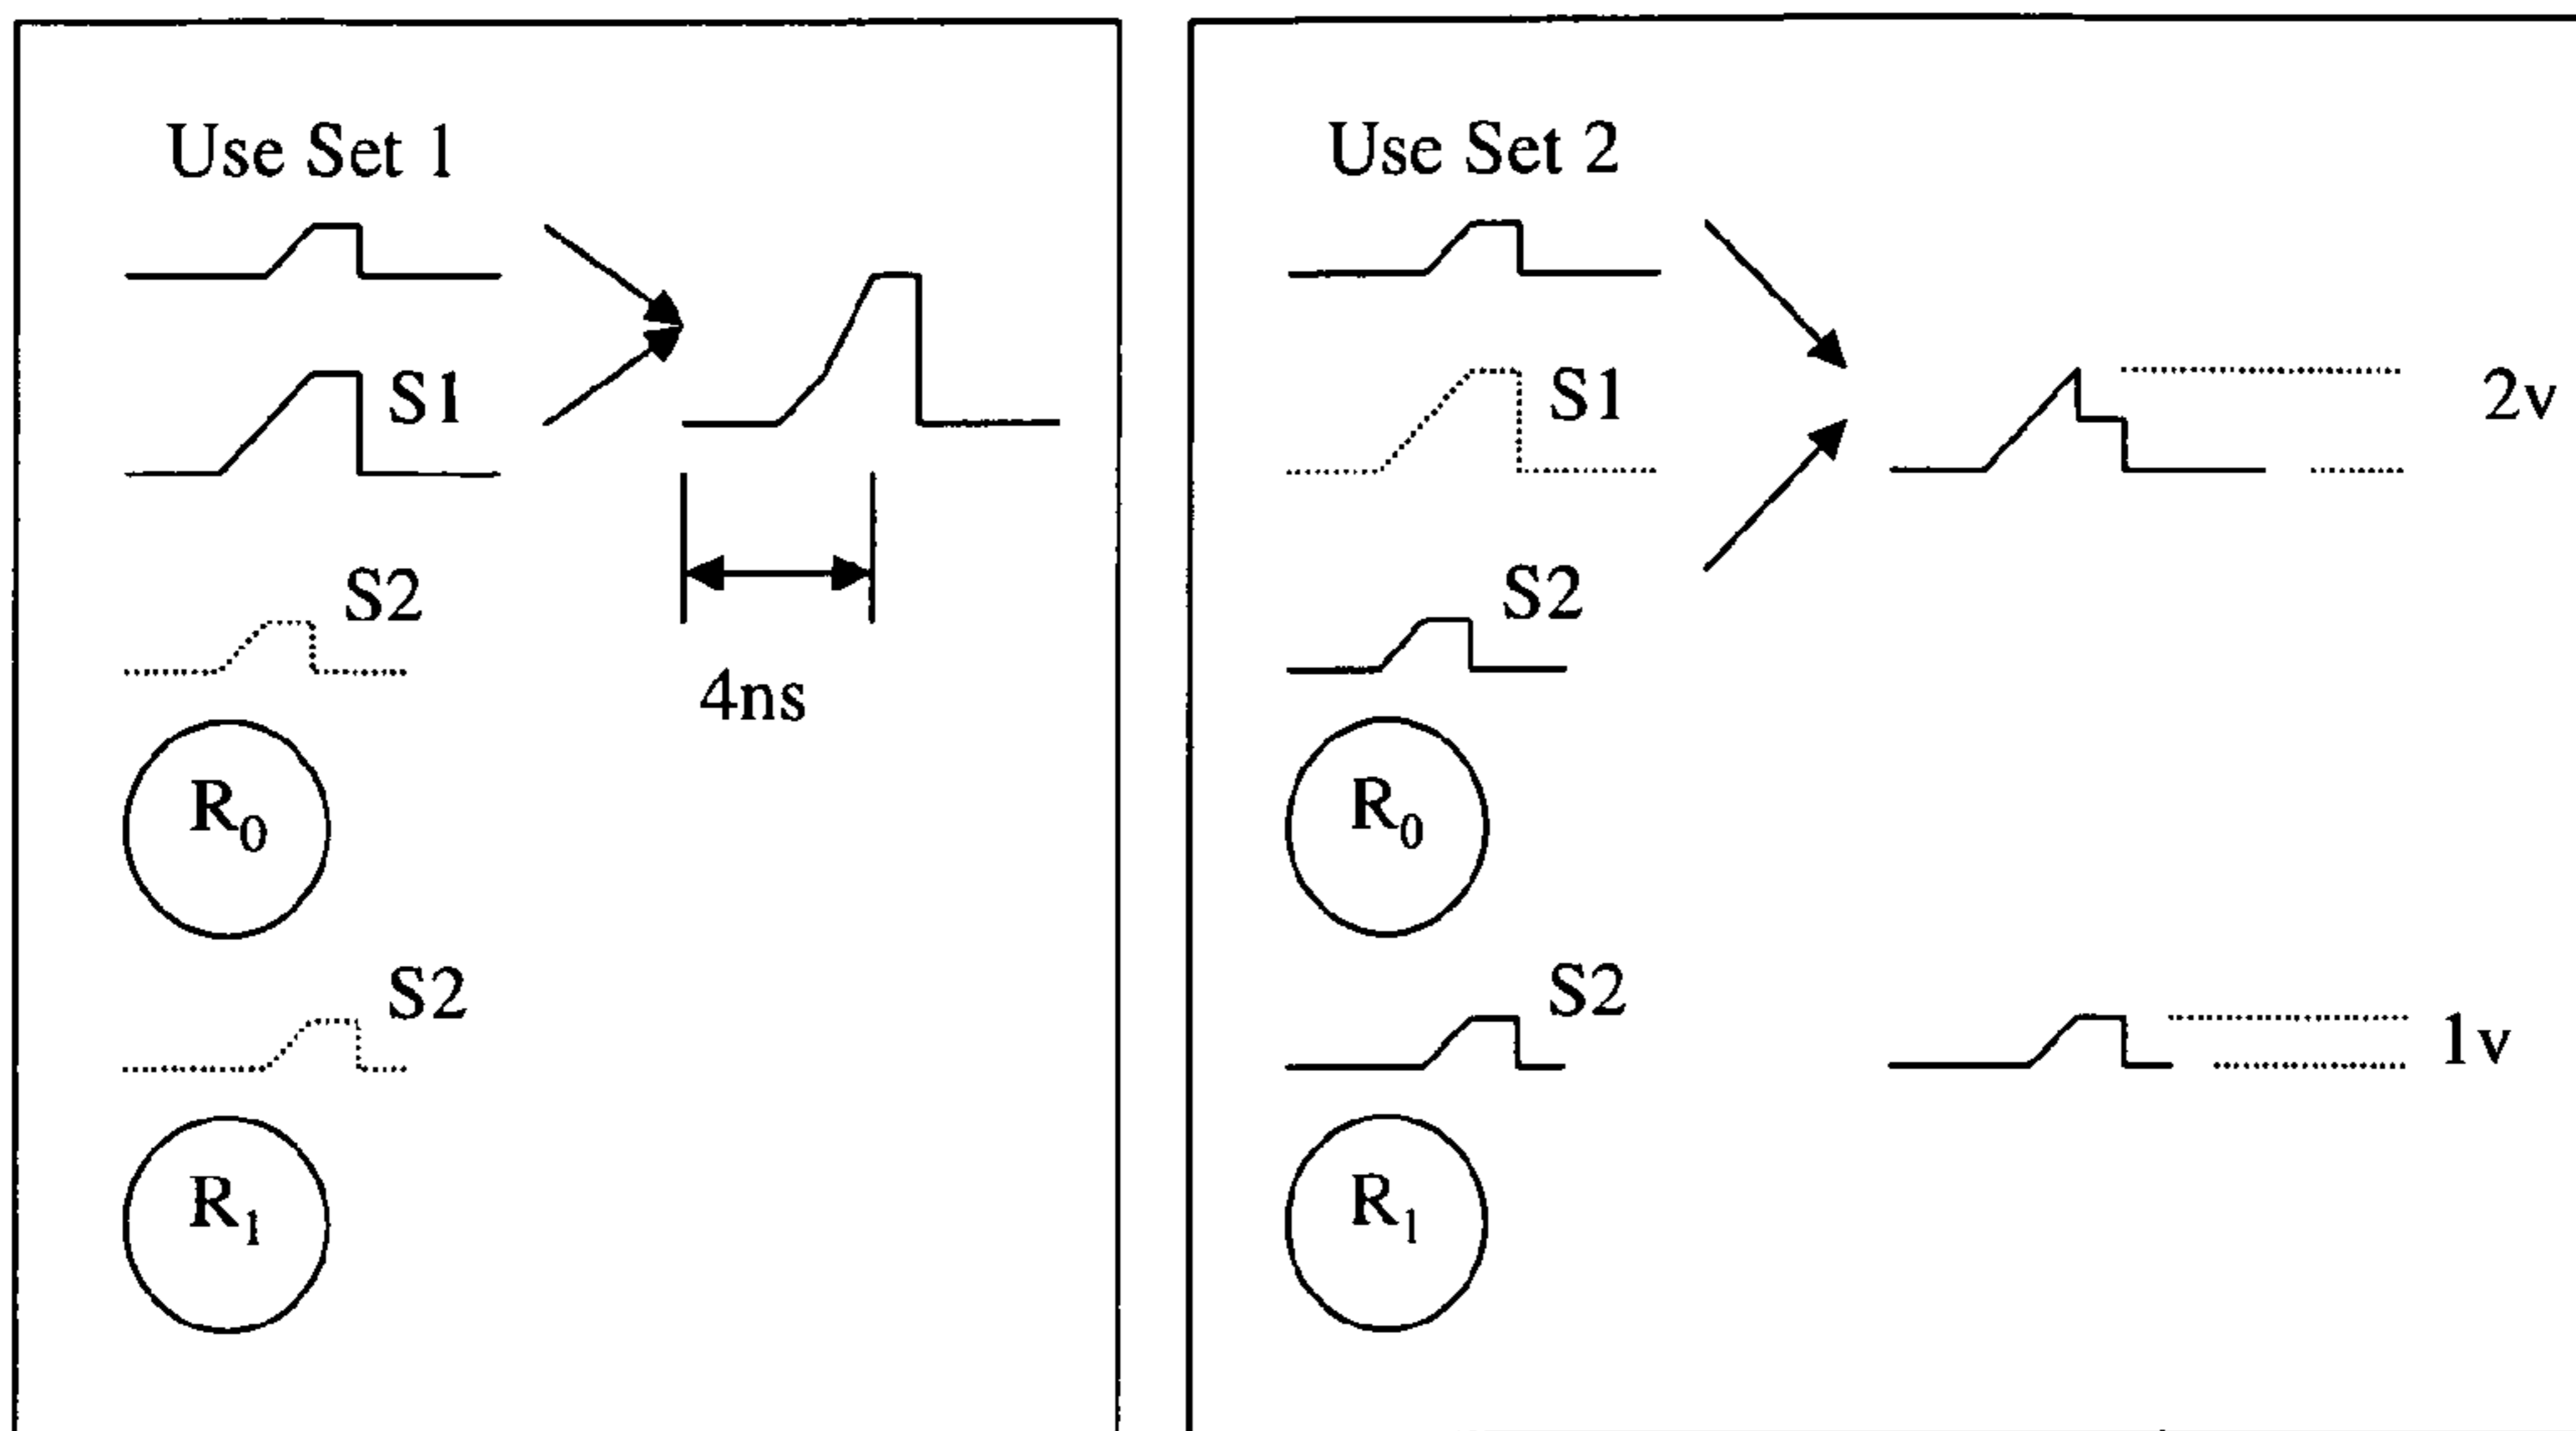 Use Set 1
S1
S2
4ns
R₀
S2
R₁
Use Set 2
S1
2v
S2
R₀
S2
1v
R₁